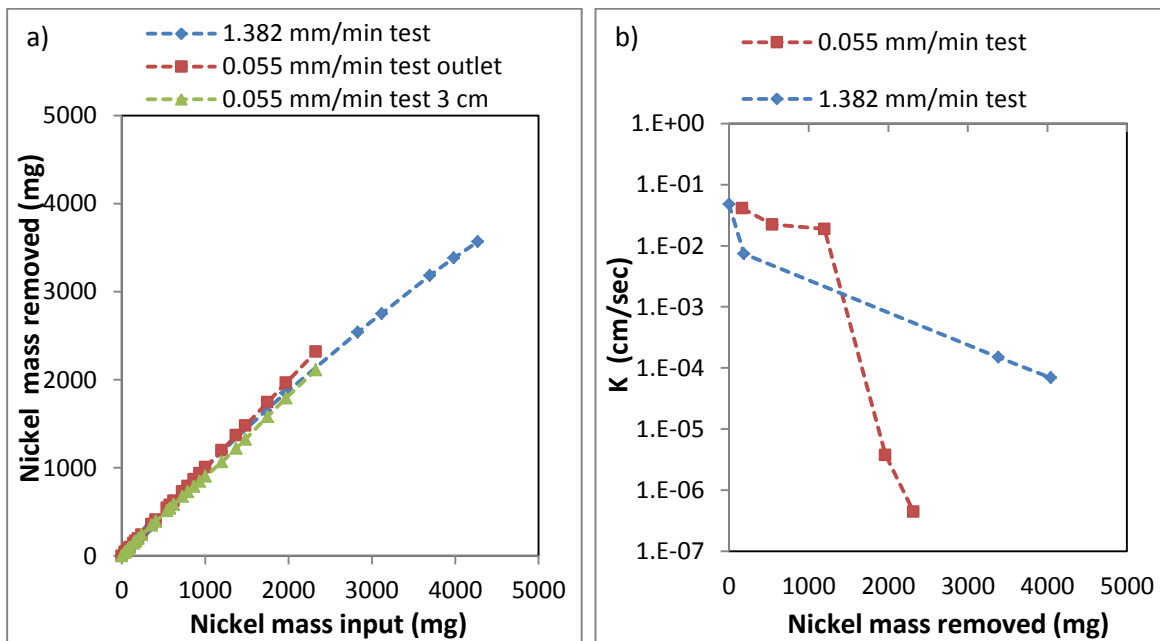 a)
1.382 mm/min test
0.055 mm/min test outlet
0.055 mm/min test 3 cm
5000
4000
3000
2000
1000
0
Nickel mass removed (mg)
0 1000 2000 3000 4000 5000
Nickel mass input (mg)
b)
0.055 mm/min test
1.382 mm/min test
0 1000 2000 3000 4000 5000
1.E+00
1.E-01
1.E-02
1.E-03
1.E-04
1.E-05
1.E-06
1.E-07
K (cm/sec)
Nickel mass removed (mg)